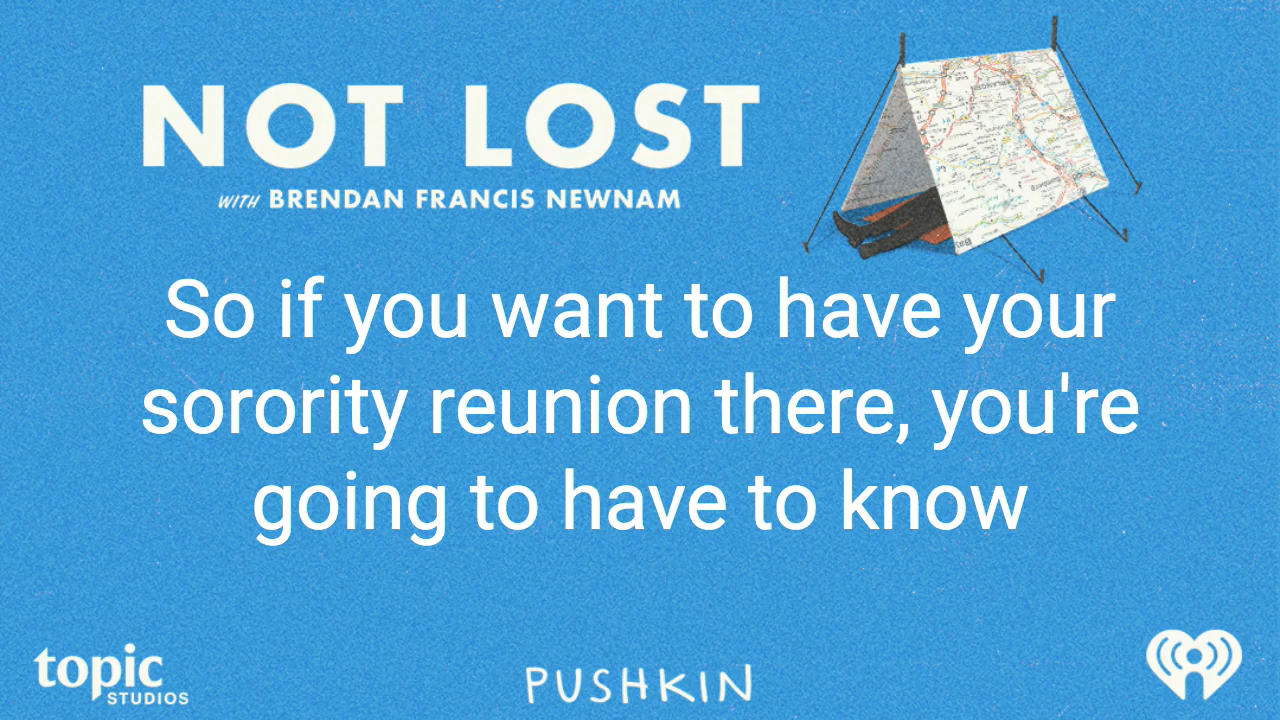 NOT LOST
WITH BRENDAN FRANCIS NEWNAM
So if you want to have your
sorority reunion there, you're
going to have to know
topic
STUDIOS
PUSHKIN